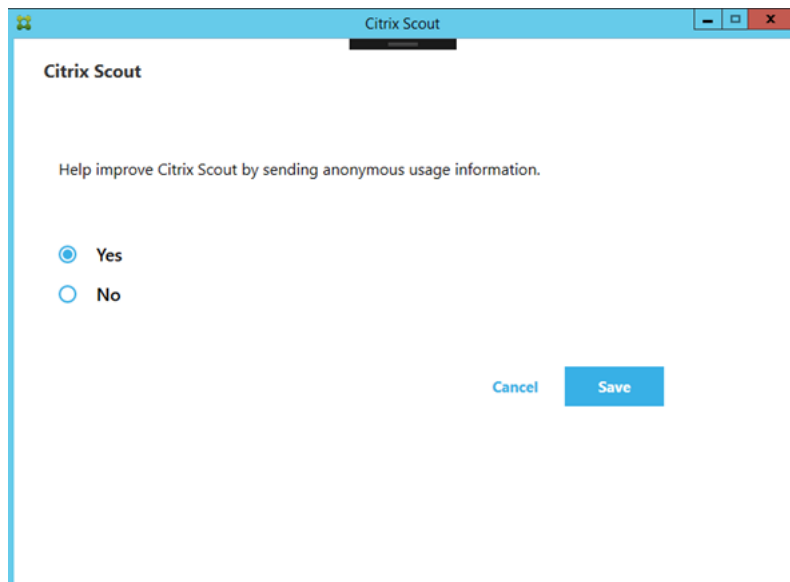 Citrix Scout
Citrix Scout
Help improve Citrix Scout by sending anonymous usage information.
Yes
No
Cancel Save